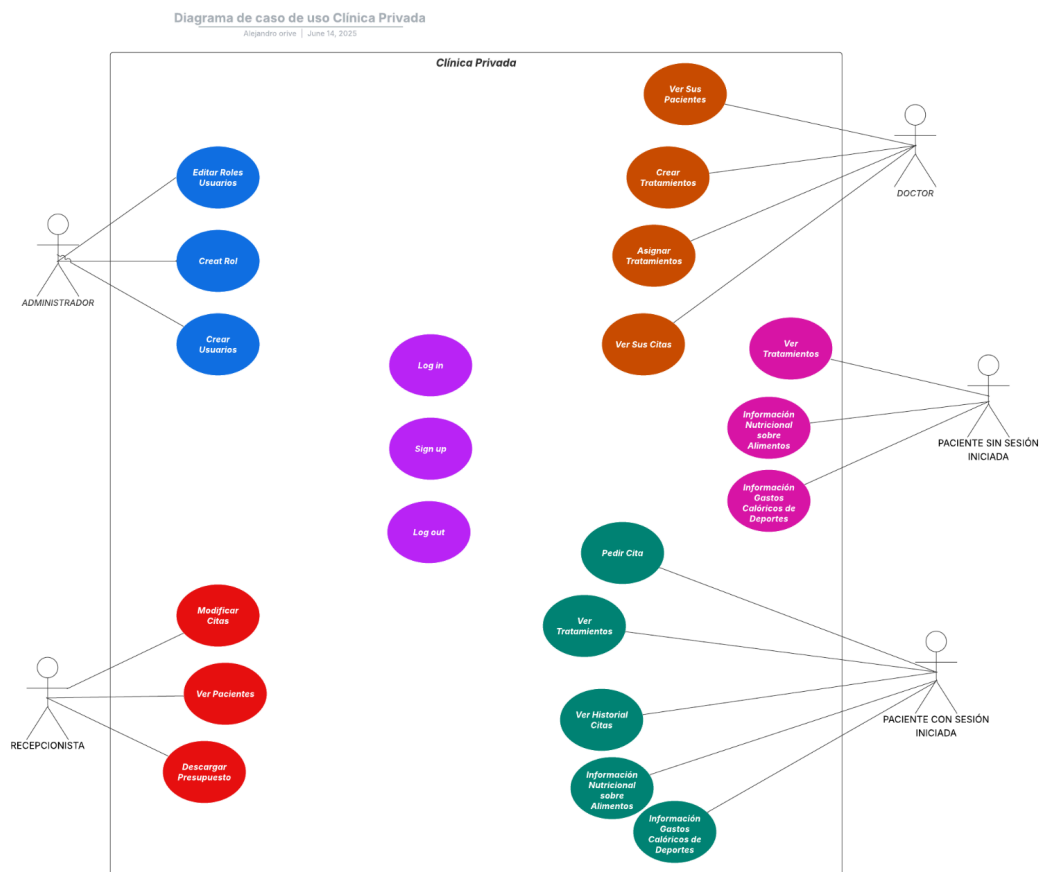 Diagrama de caso de uso Clínica Privada
Alejandro orive | June 14, 2025
Clínica Privada
Ver Sus
Pacientes
DOCTOR
Editar Roles
Usuarios
Crear
Tratamientos
Creat Rol
ADMINISTRADOR
Asignar
Tratamientos
Crear
Usuarios
Ver Sus Citas
Ver
Tratamientos
Log in
Información
Nutricional
sobre
Alimentos
PACIENTE SIN SESIÓN
INICIADA
Sign up
Información
Gastos
Calóricos de
Deportes
Log out
Pedir Cita
Modificar
Citas
Ver
Tratamientos
Ver Pacientes
RECEPCIONISTA
Ver Historial
Citas
PACIENTE CON SESIÓN
INICIADA
Descargar
Presupuesto
Información
Nutricional
sobre
Alimentos
Información
Gastos
Calóricos de
Deportes